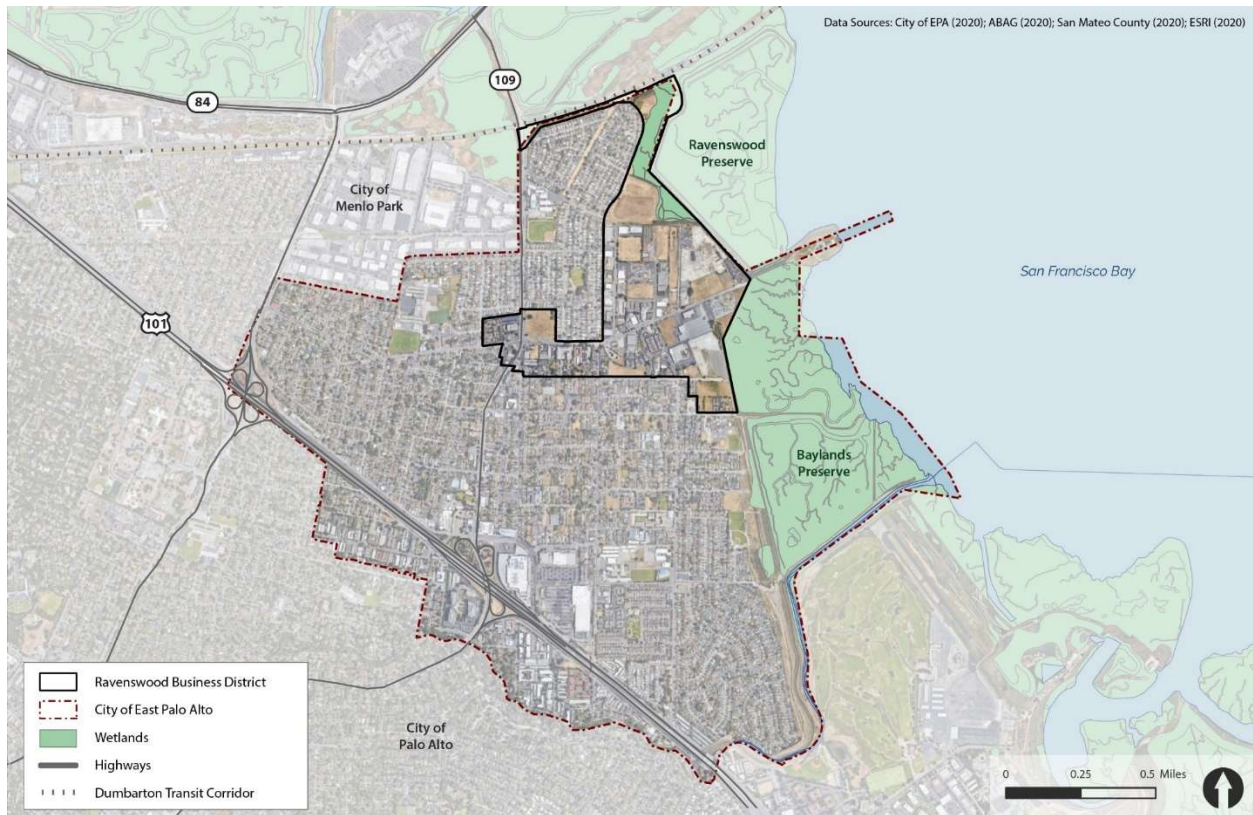 Data Sources: City of EPA (2020); ABAG (2020); San Mateo County (2020); ESRI (2020)
109
84
Ravenswood
Preserve
City of
Menlo Park
San Francisco Bay
101
Baylands
Preserve
City of
Palo Alto
Ravenswood Business District
City of East Palo Alto
Wetlands
Highways
Dumbarton Transit Corridor
0 0.25 0.5 Miles